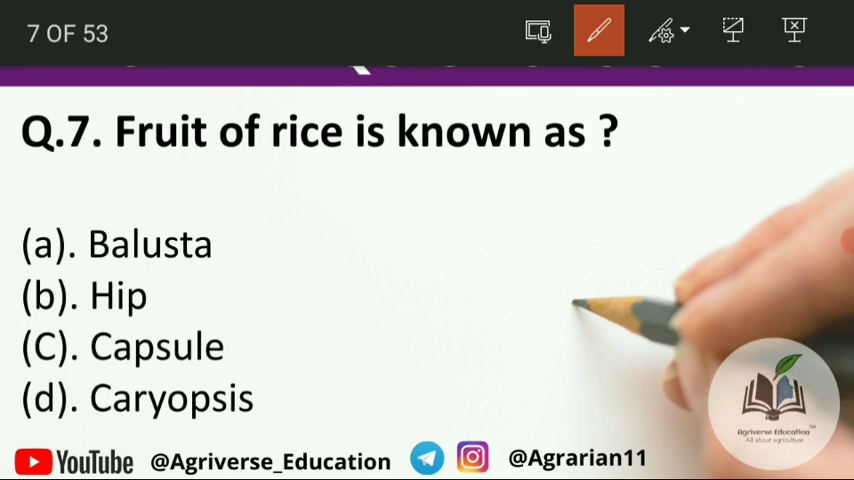 7 OF 53
Q.7. Fruit of rice is known as ?
(a). Balusta
(b). Hip
(C). Capsule
(d). Caryopsis
Agriverse Education™
All about agriculture
YouTube @Agriverse_Education @Agrarian11